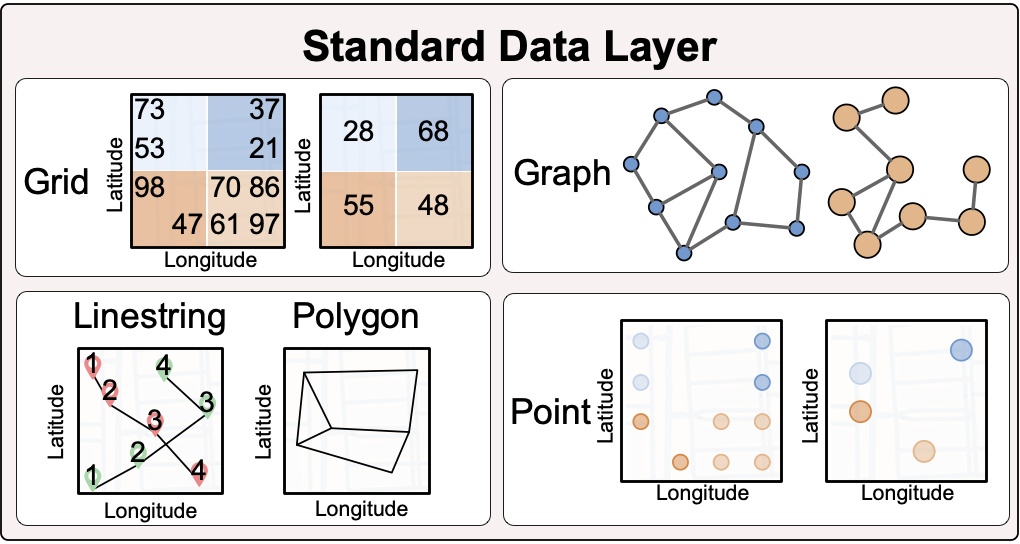 Standard Data Layer
Grid
Latitude
73 37
53 21
98 70 86
47 61 97
Longitude
Latitude
28 68
55 48
Longitude
Graph
Linestring
Latitude
1 4
2
3
3
2
1 4
Longitude
Polygon
Latitude
Longitude
Point
Latitude
Longitude
Latitude
Longitude